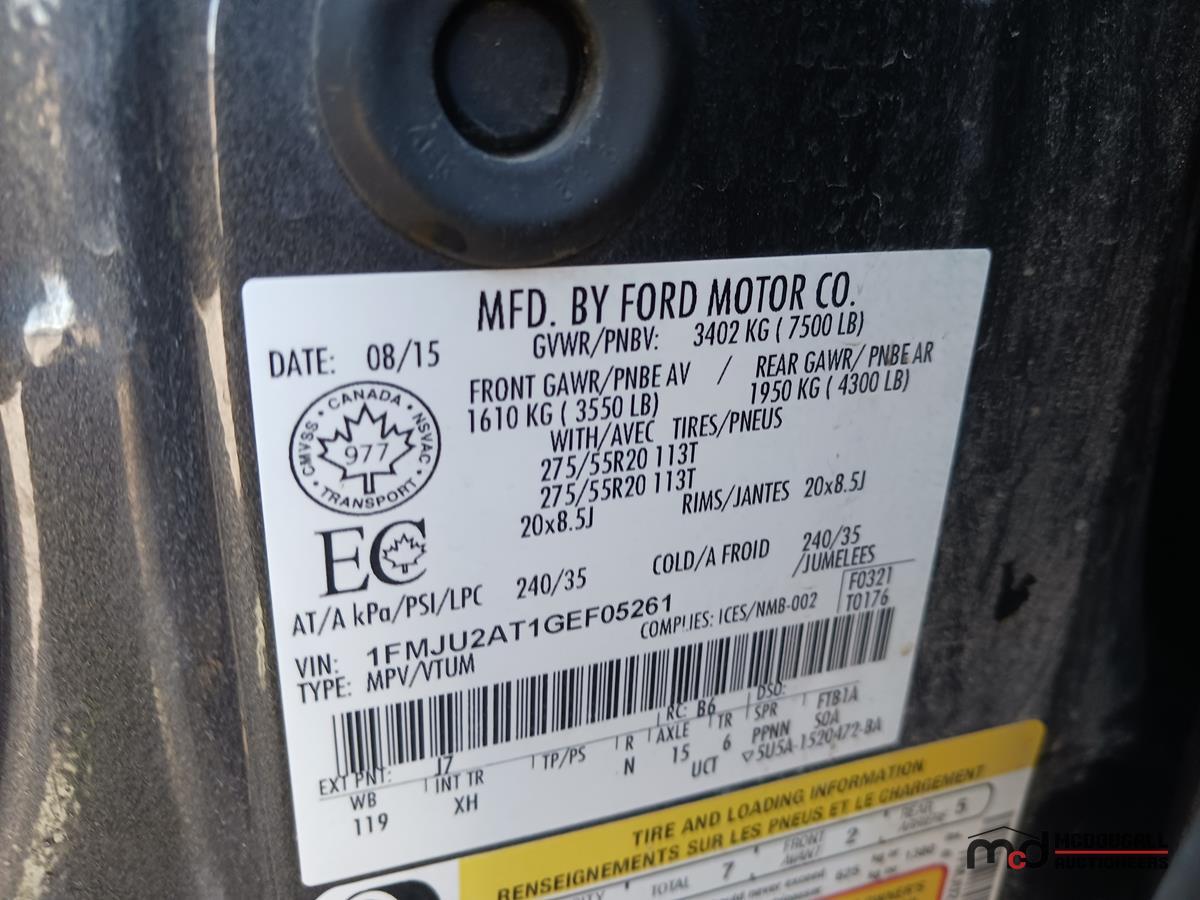 MFD. BY FORD MOTOR CO.
DATE: 08/15
GVWR/PNBV: 3402 KG ( 7500 LB)
FRONT GAWR/PNBE AV / REAR GAWR/ PNBE AR
1610 KG ( 3550 LB) 1950 KG ( 4300 LB)
WITH/AVEC TIRES/PNEUS
275/55R20 113T
275/55R20 113T
20x8.5J RIMS/JANTES 20x8.5J
CMVSS · CANADA · NSVAC · TRANSPORT
977
EC
AT/A kPa/PSI/LPC 240/35 COLD/A FROID 240/35
/JUMELEES
VIN: 1FMJU2AT1GEF05261
COMPLIES: ICES/NMB-002
F0321
T0176
TYPE: MPV/VTUM
EXT PNT: J7 RC: B6 DSO:
WB INT TR TP/PS R AXLE TR SPR FTB1A
119 XH N 15 6 PPNN SOA
UCT ▽5U5A-1520472-BA
TIRE AND LOADING INFORMATION
RENSEIGNEMENTS SUR LES PNEUS ET LE CHARGEMENT
TOTAL 7 FRONT AVANT 2 REAR ARRIERE 5
mcd MCDOUGALL
AUCTIONEERS